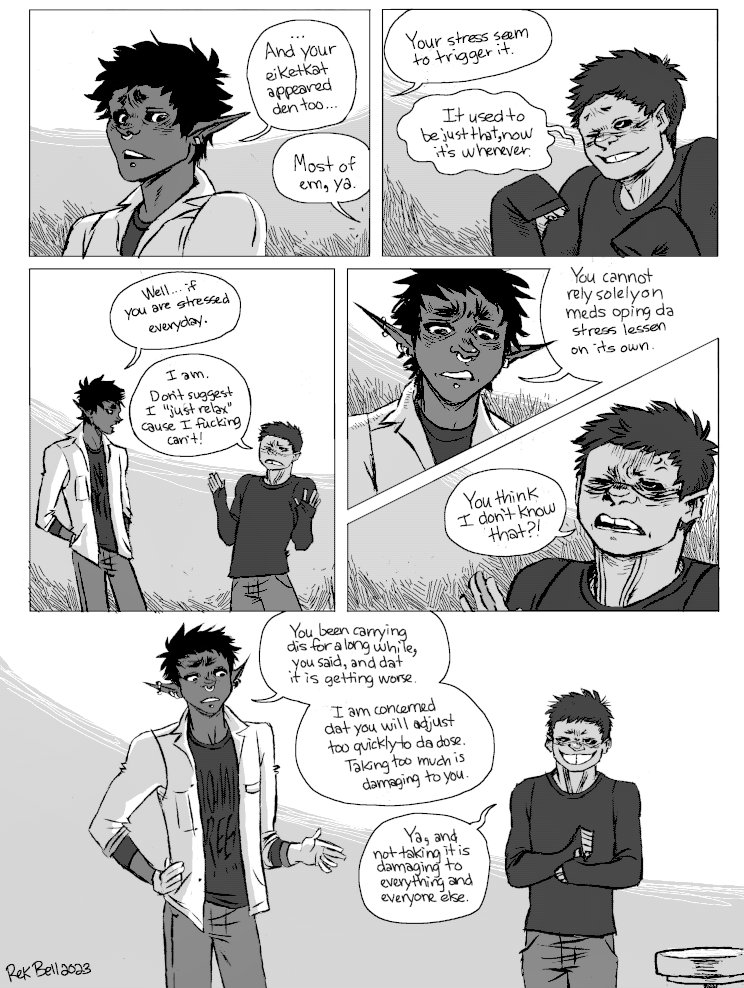 ...
And your
eiketkat
appeared
den too...
Most of
em, ya.
Your stress seem
to trigger it.
It used to
be just that, now
it's whenever.
Well... if
you are stressed
everyday.
I am.
Don't suggest
I "just relax"
cause I fucking
can't!
You cannot
rely solely on
meds oping da
stress lessen
on its own.
You think
I don't know
that?!
You been carrying
dis for a long while,
you said, and dat
it is getting worse.
I am concerned
dat you will adjust
too quickly to da dose.
Taking too much is
damaging to you.
Ya, and
not taking it is
damaging to
everything and
everyone else.
Rek Bell 2023